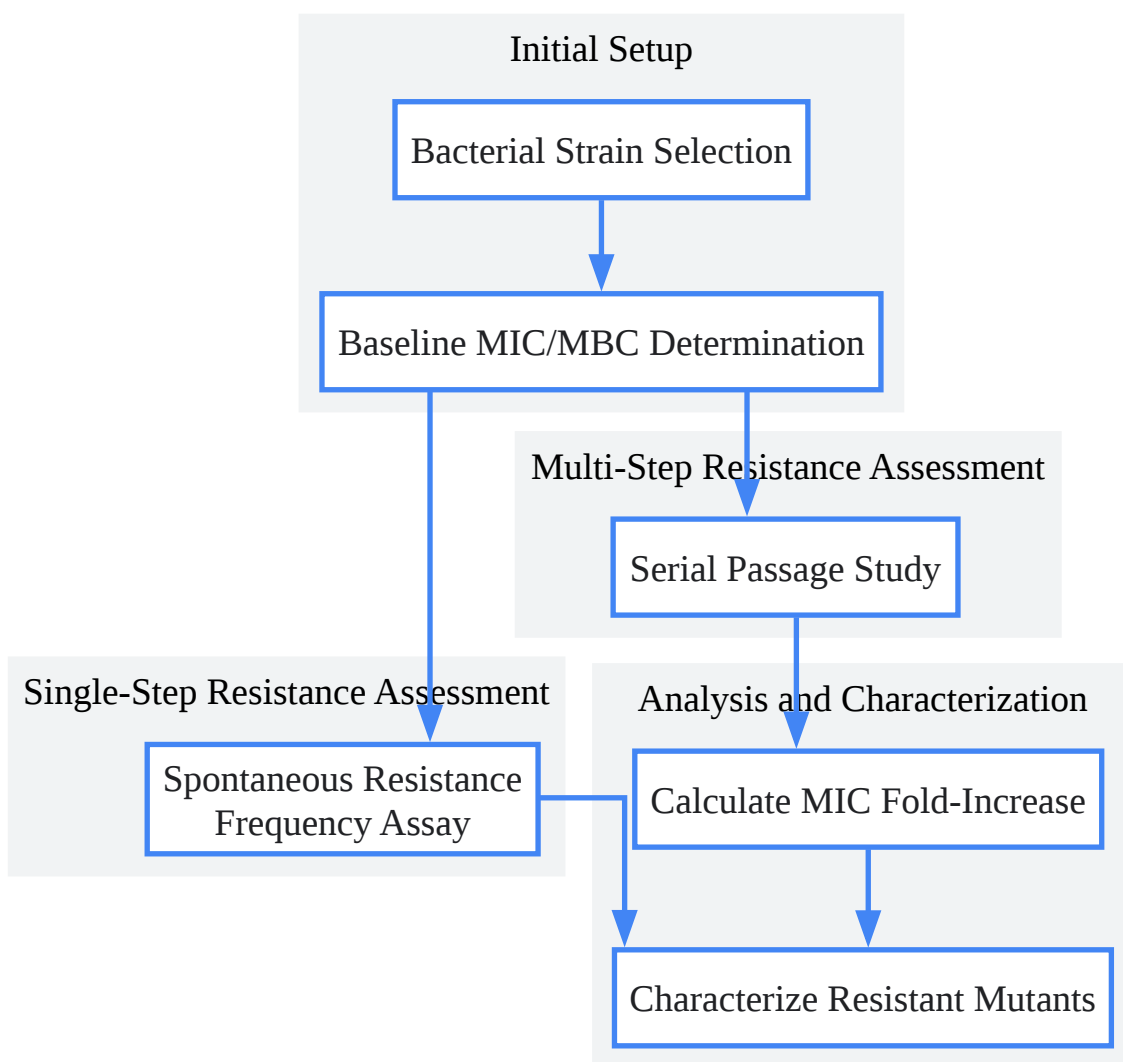 Initial Setup
Bacterial Strain Selection
Baseline MIC/MBC Determination
Multi-Step Resistance Assessment
Serial Passage Study
Single-Step Resistance Assessment
Spontaneous Resistance
Frequency Assay
Analysis and Characterization
Calculate MIC Fold-Increase
Characterize Resistant Mutants